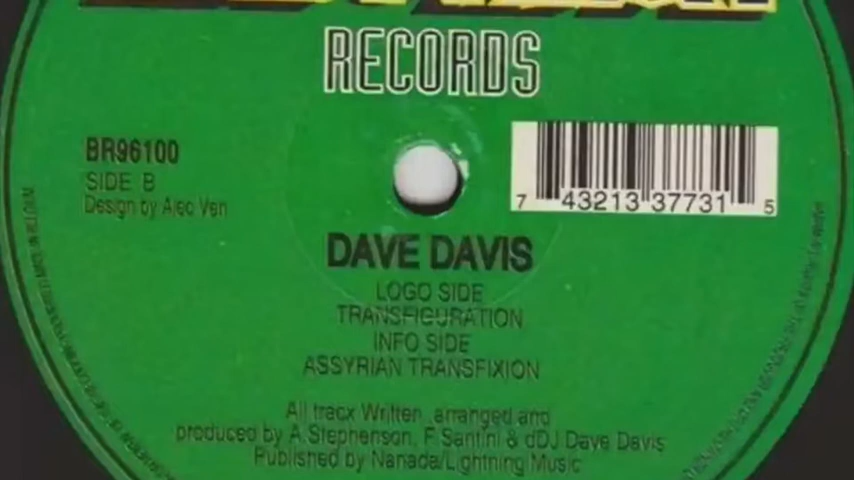 RECORDS
BR96100
SIDE B
Design by Alec Ven
7 43213 37731 5
DAVE DAVIS
LOGO SIDE
TRANSFIGURATION
INFO SIDE
ASSYRIAN TRANSFIXION
All tracx Written, arranged and
produced by A.Stephenson, F.Santini & dDJ Dave Davis
Published by Nanada/Lightning Music